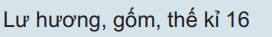 Lư hương, gốm, thế kỉ 16